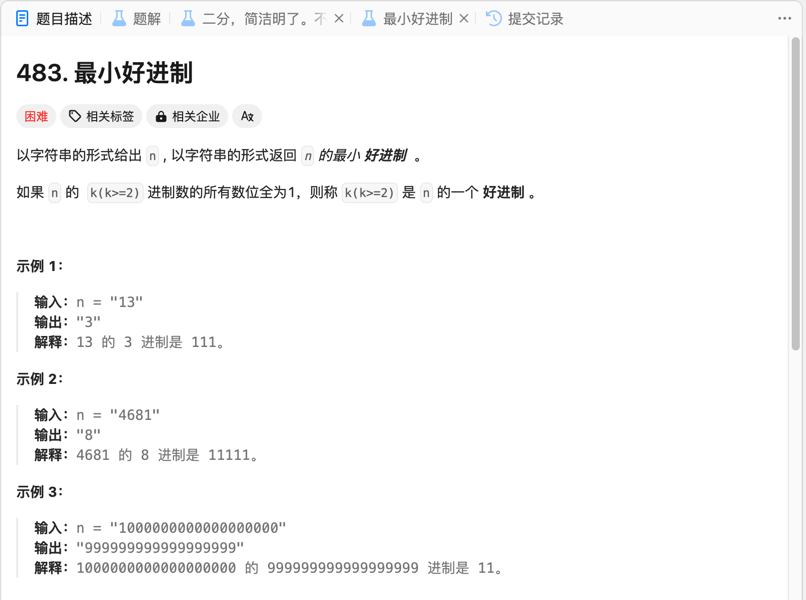 题目描述 题解 二分，简洁明了。 最小好进制 提交记录
483. 最小好进制
困难 相关标签 相关企业
以字符串的形式给出 n , 以字符串的形式返回 n 的最小 好进制 。
如果 n 的 k(k>=2) 进制数的所有数位全为1，则称 k(k>=2) 是 n 的一个 好进制 。
示例 1：
输入：n = "13"
输出："3"
解释：13 的 3 进制是 111。
示例 2：
输入：n = "4681"
输出："8"
解释：4681 的 8 进制是 11111。
示例 3：
输入：n = "1000000000000000000"
输出："999999999999999999"
解释：1000000000000000000 的 999999999999999999 进制是 11。